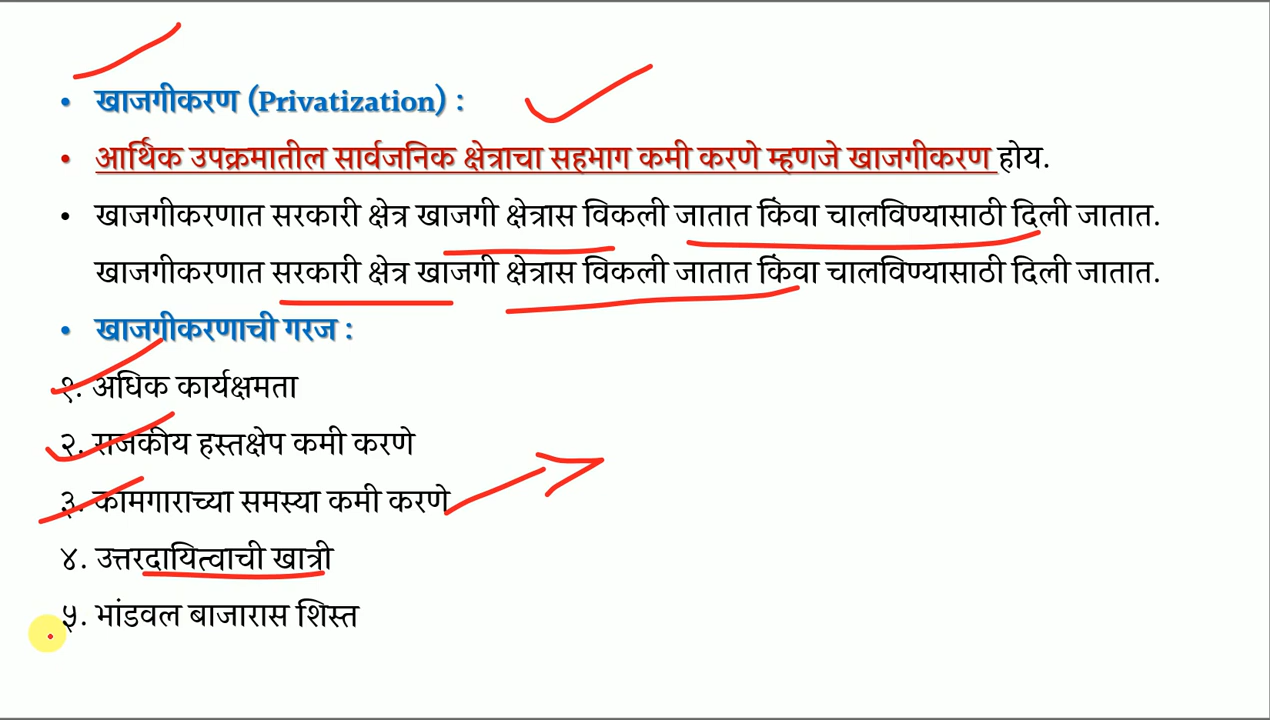 • खाजगीकरण (Privatization) :
• आर्थिक उपक्रमातील सार्वजनिक क्षेत्राचा सहभाग कमी करणे म्हणजे खाजगीकरण होय.
• खाजगीकरणात सरकारी क्षेत्र खाजगी क्षेत्रास विकली जातात किंवा चालविण्यासाठी दिली जातात.
खाजगीकरणात सरकारी क्षेत्र खाजगी क्षेत्रास विकली जातात किंवा चालविण्यासाठी दिली जातात.
• खाजगीकरणाची गरज :
१. अधिक कार्यक्षमता
२. राजकीय हस्तक्षेप कमी करणे
३. कामगाराच्या समस्या कमी करणे
४. उत्तरदायित्वाची खात्री
५. भांडवल बाजारास शिस्त